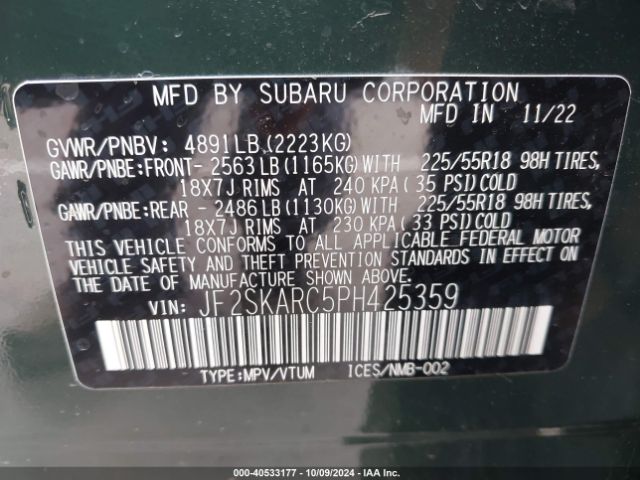 MFD BY SUBARU CORPORATION
MFD IN 11/22
GVWR/PNBV: 4891LB (2223KG)
GAWR/PNBE:FRONT- 2563LB(1165KG)WITH 225/55R18 98H TIRES,
18X7J RIMS AT 240 KPA( 35 PSI)COLD
GAWR/PNBE:REAR - 2486LB(1130KG)WITH 225/55R18 98H TIRES,
18X7J RIMS AT 230 KPA( 33 PSI)COLD
THIS VEHICLE CONFORMS TO ALL APPLICABLE FEDERAL MOTOR
VEHICLE SAFETY AND THEFT PREVENTION STANDARDS IN EFFECT ON
THE DATE OF MANUFACTURE SHOWN ABOVE.
VIN: JF2SKARC5PH425359
TYPE:MPV/VTUM ICES/NMB-002
000-40533177 - 10/09/2024 - IAA Inc.